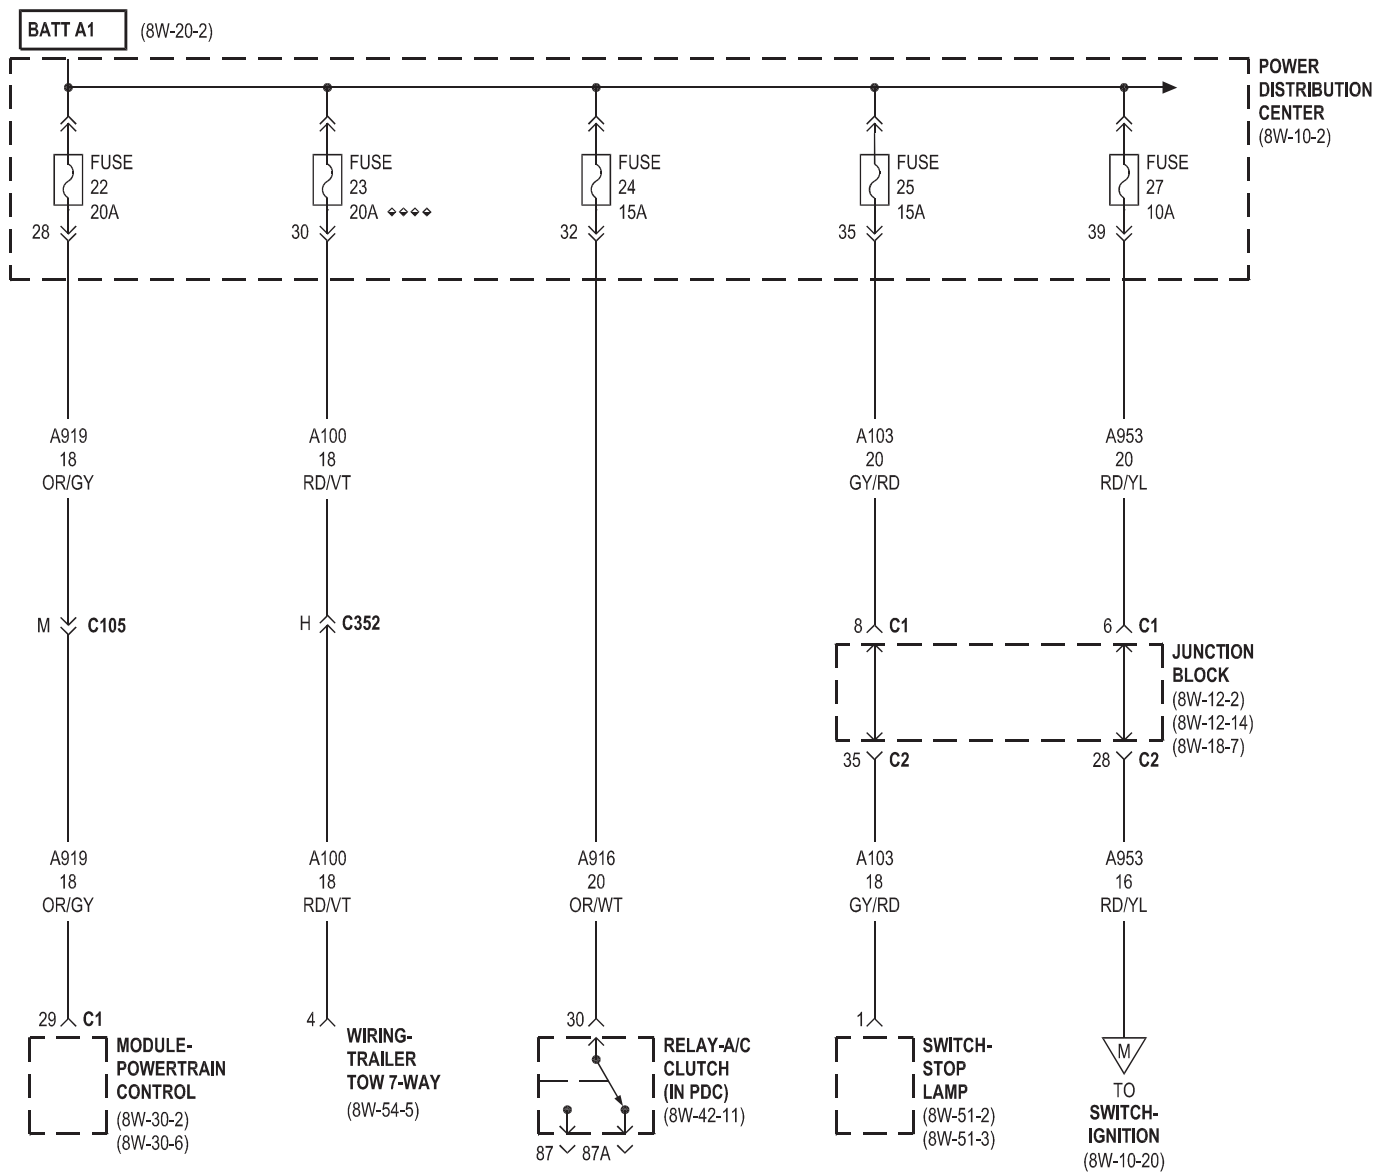 BATT A1 (8W-20-2)
POWER
DISTRIBUTION
CENTER
(8W-10-2)
FUSE
22
20A
28
FUSE
23
20A
30
FUSE
24
15A
32
FUSE
25
15A
35
FUSE
27
10A
39
A919
18
OR/GY
A100
18
RD/VT
A103
20
GY/RD
A953
20
RD/YL
M C105
H C352
8 C1
6 C1
JUNCTION
BLOCK
(8W-12-2)
(8W-12-14)
(8W-18-7)
35 C2
28 C2
A919
18
OR/GY
A100
18
RD/VT
A916
20
OR/WT
A103
18
GY/RD
A953
16
RD/YL
29 C1
MODULE-
POWERTRAIN
CONTROL
(8W-30-2)
(8W-30-6)
4
WIRING-
TRAILER
TOW 7-WAY
(8W-54-5)
30
RELAY-A/C
CLUTCH
(IN PDC)
(8W-42-11)
87 87A
1
SWITCH-
STOP
LAMP
(8W-51-2)
(8W-51-3)
M
TO
SWITCH-
IGNITION
(8W-10-20)